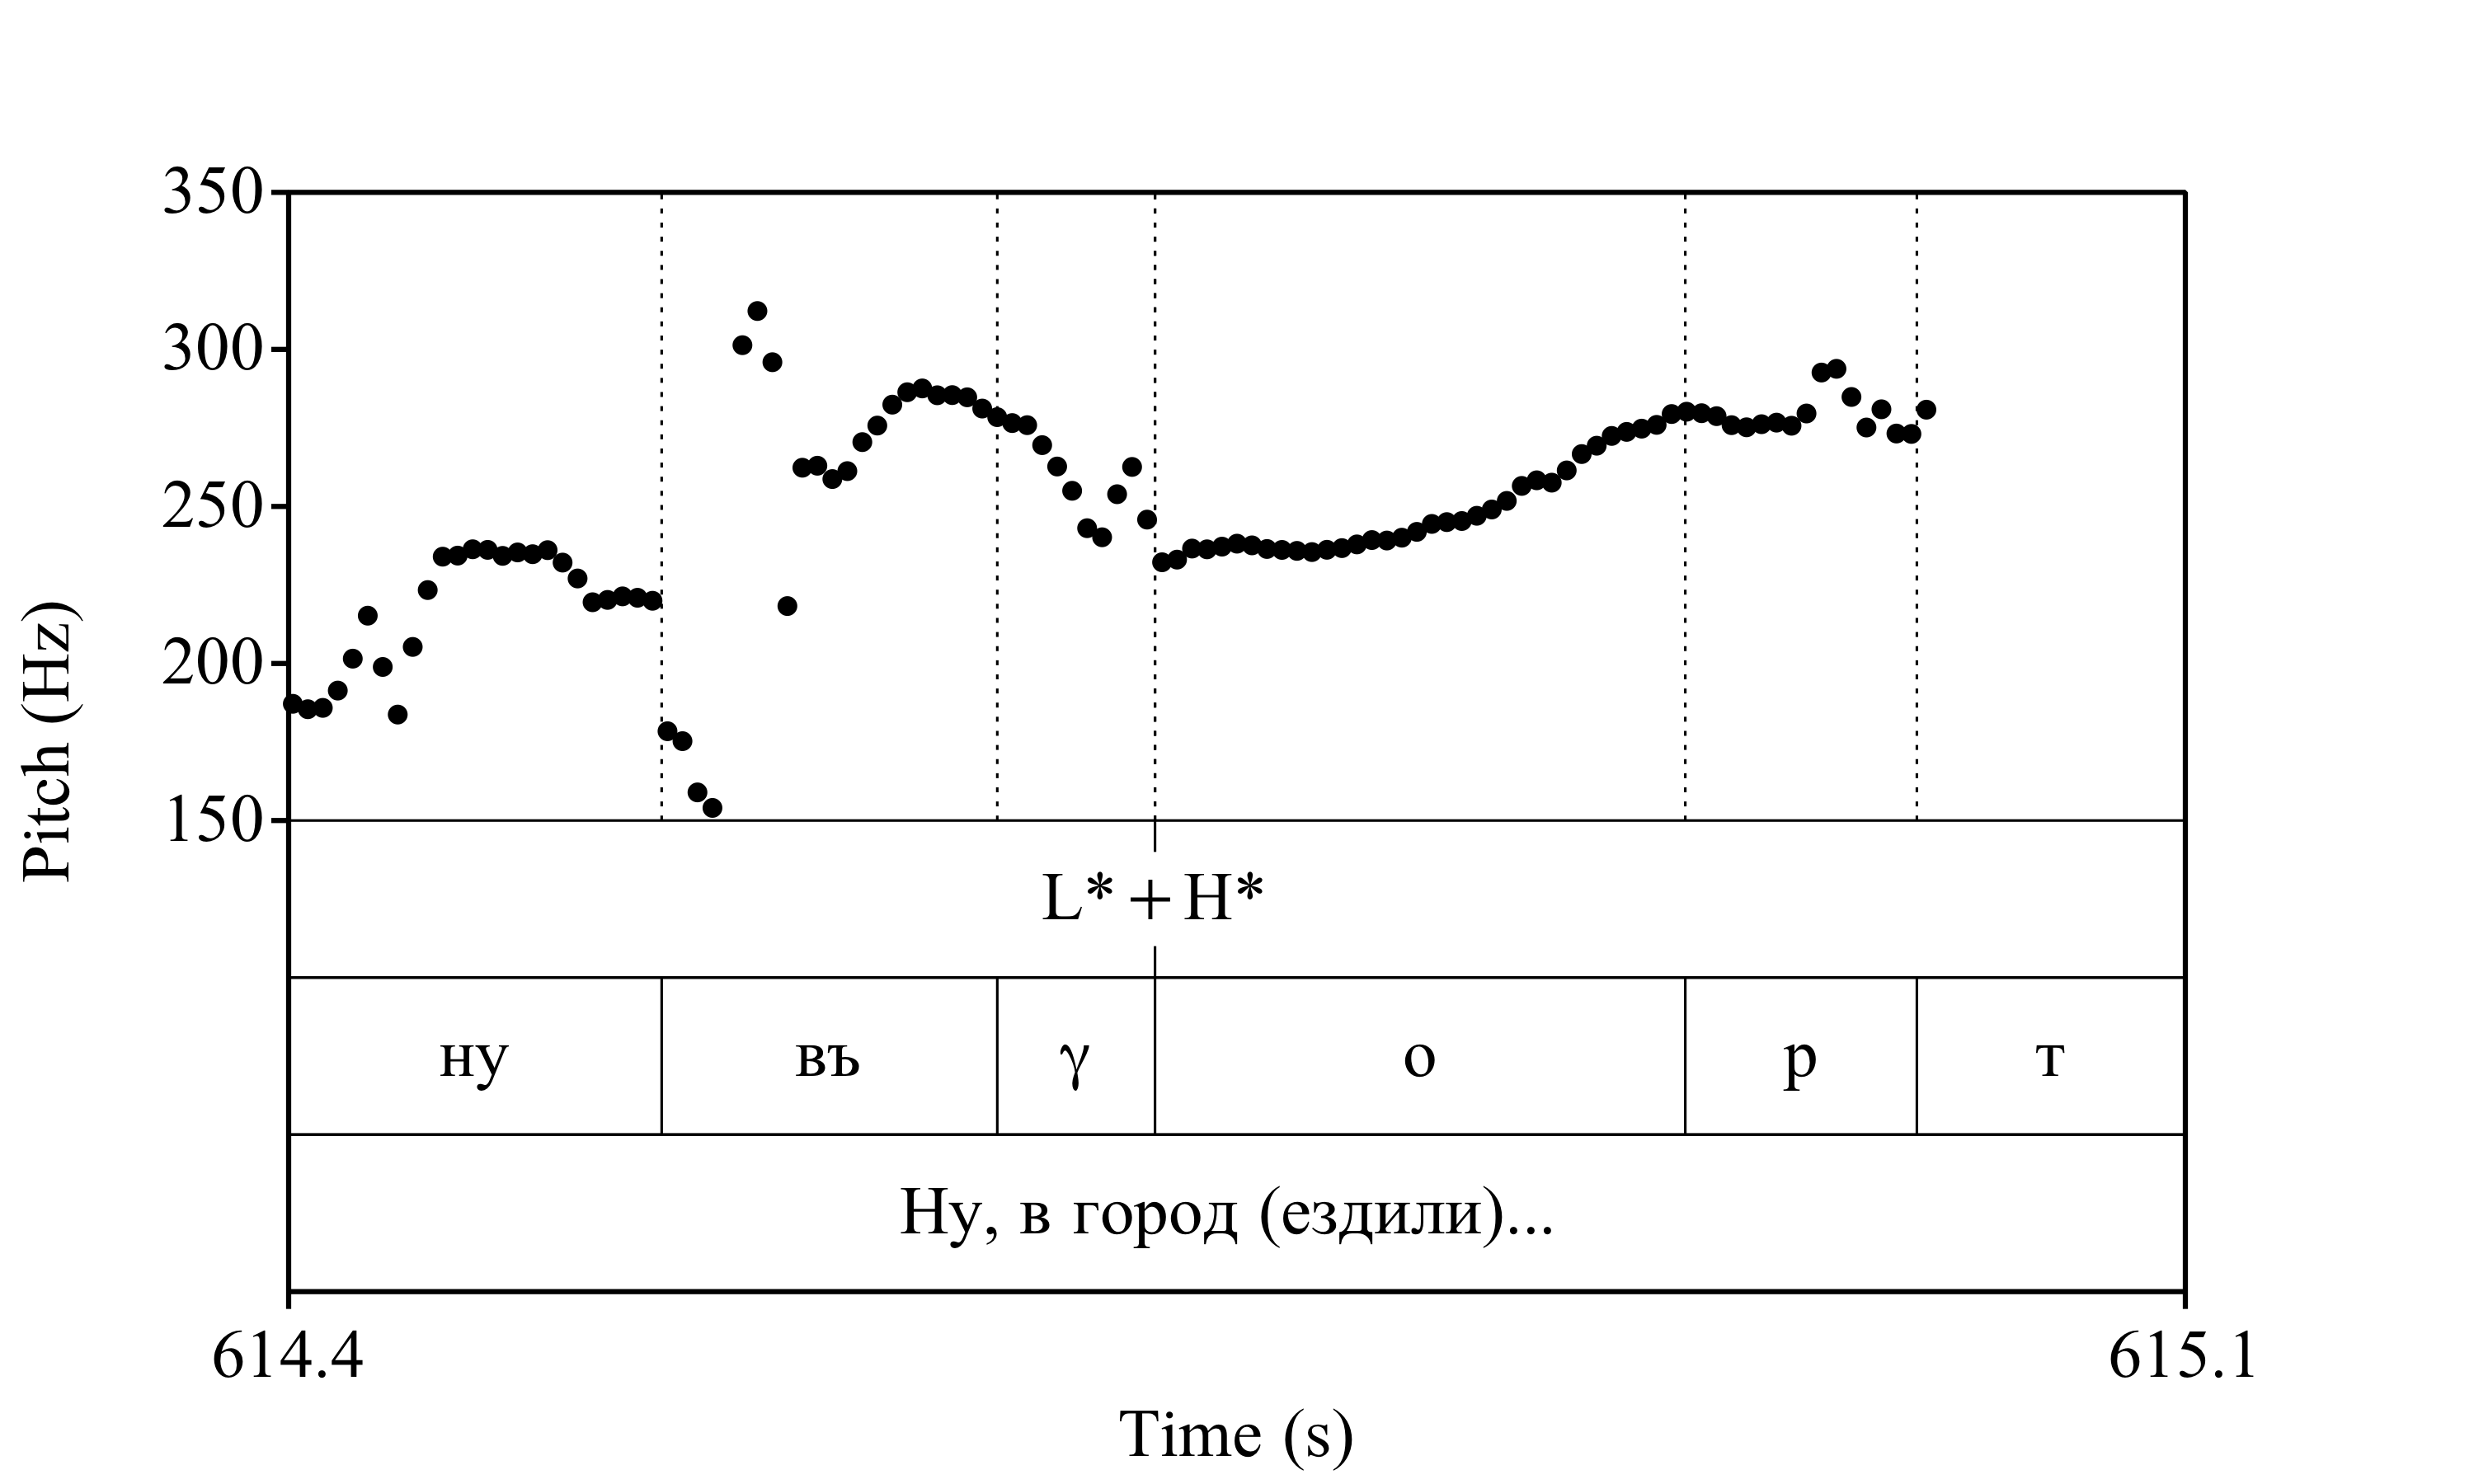 350
300
250
200
150
Pitch (Hz)
L*+H*
ну въ γ о р т
Ну, в город (ездили)...
614.4 615.1
Time (s)